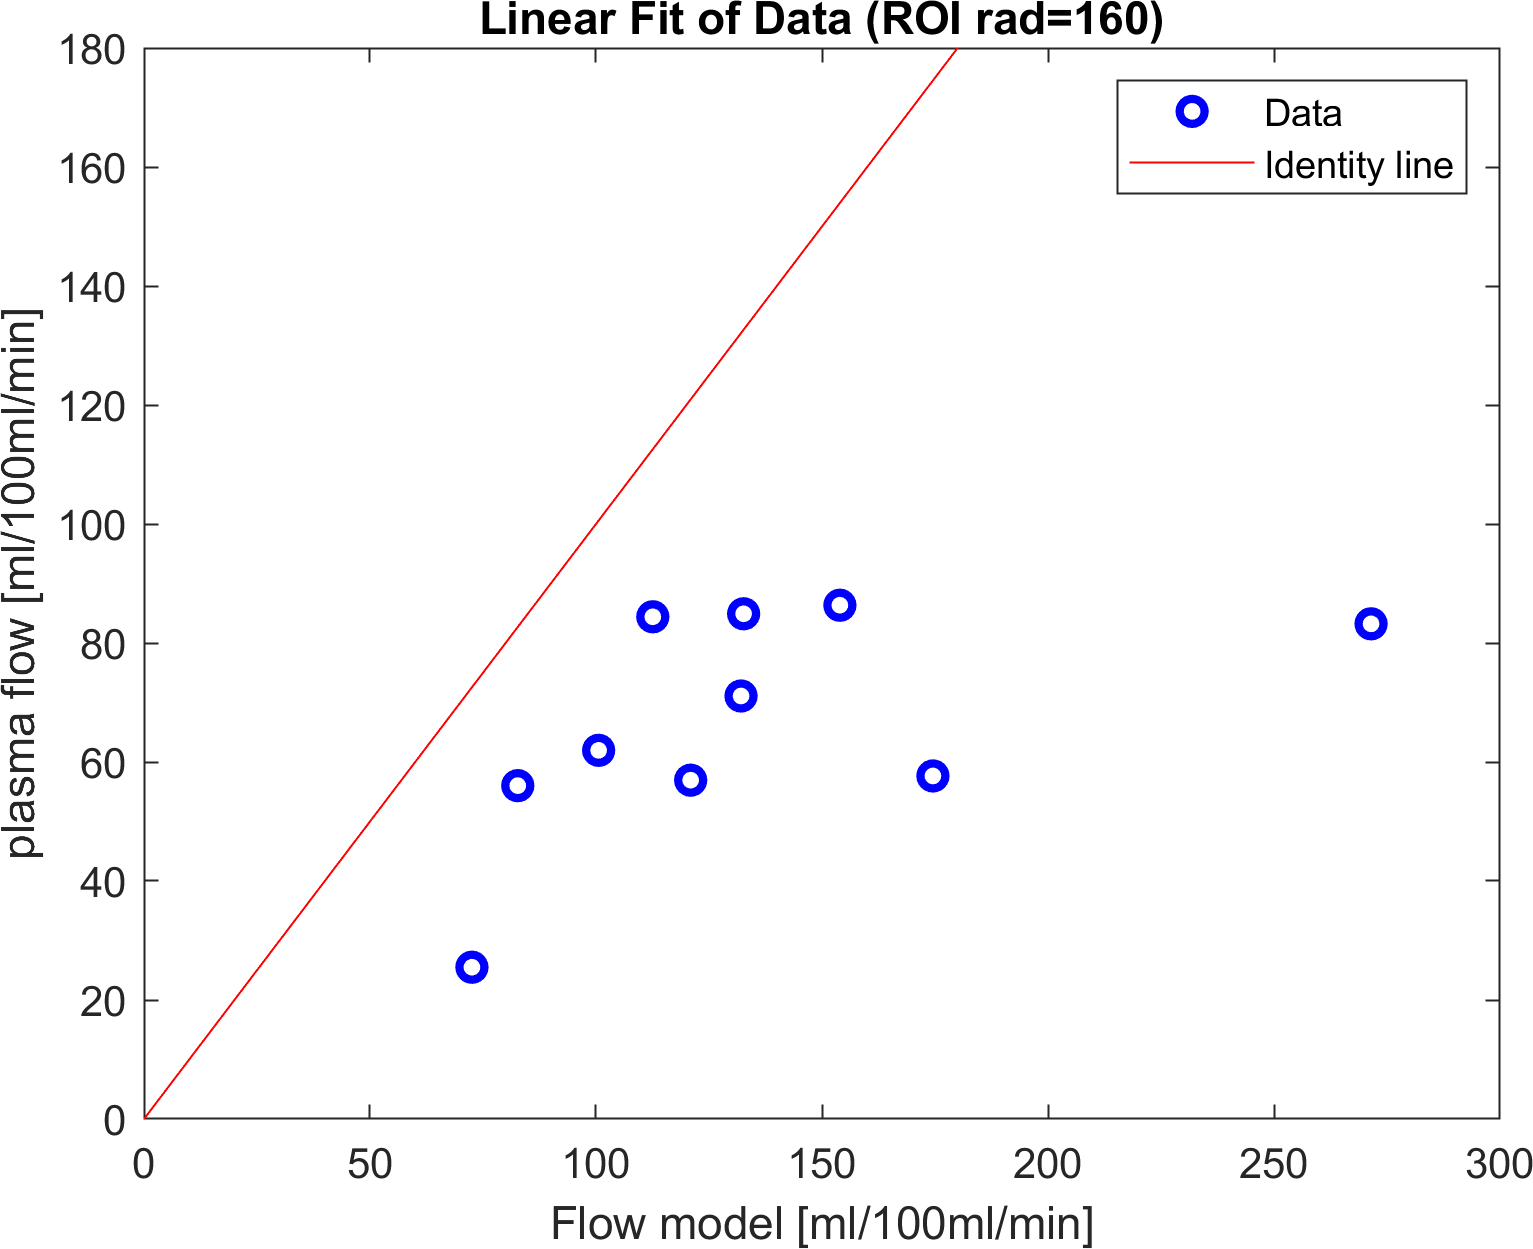 Linear Fit of Data (ROI rad=160)
180
160
140
120
100
80
60
40
20
0
plasma flow [ml/100ml/min]
Data
Identity line
0 50 100 150 200 250 300
Flow model [ml/100ml/min]